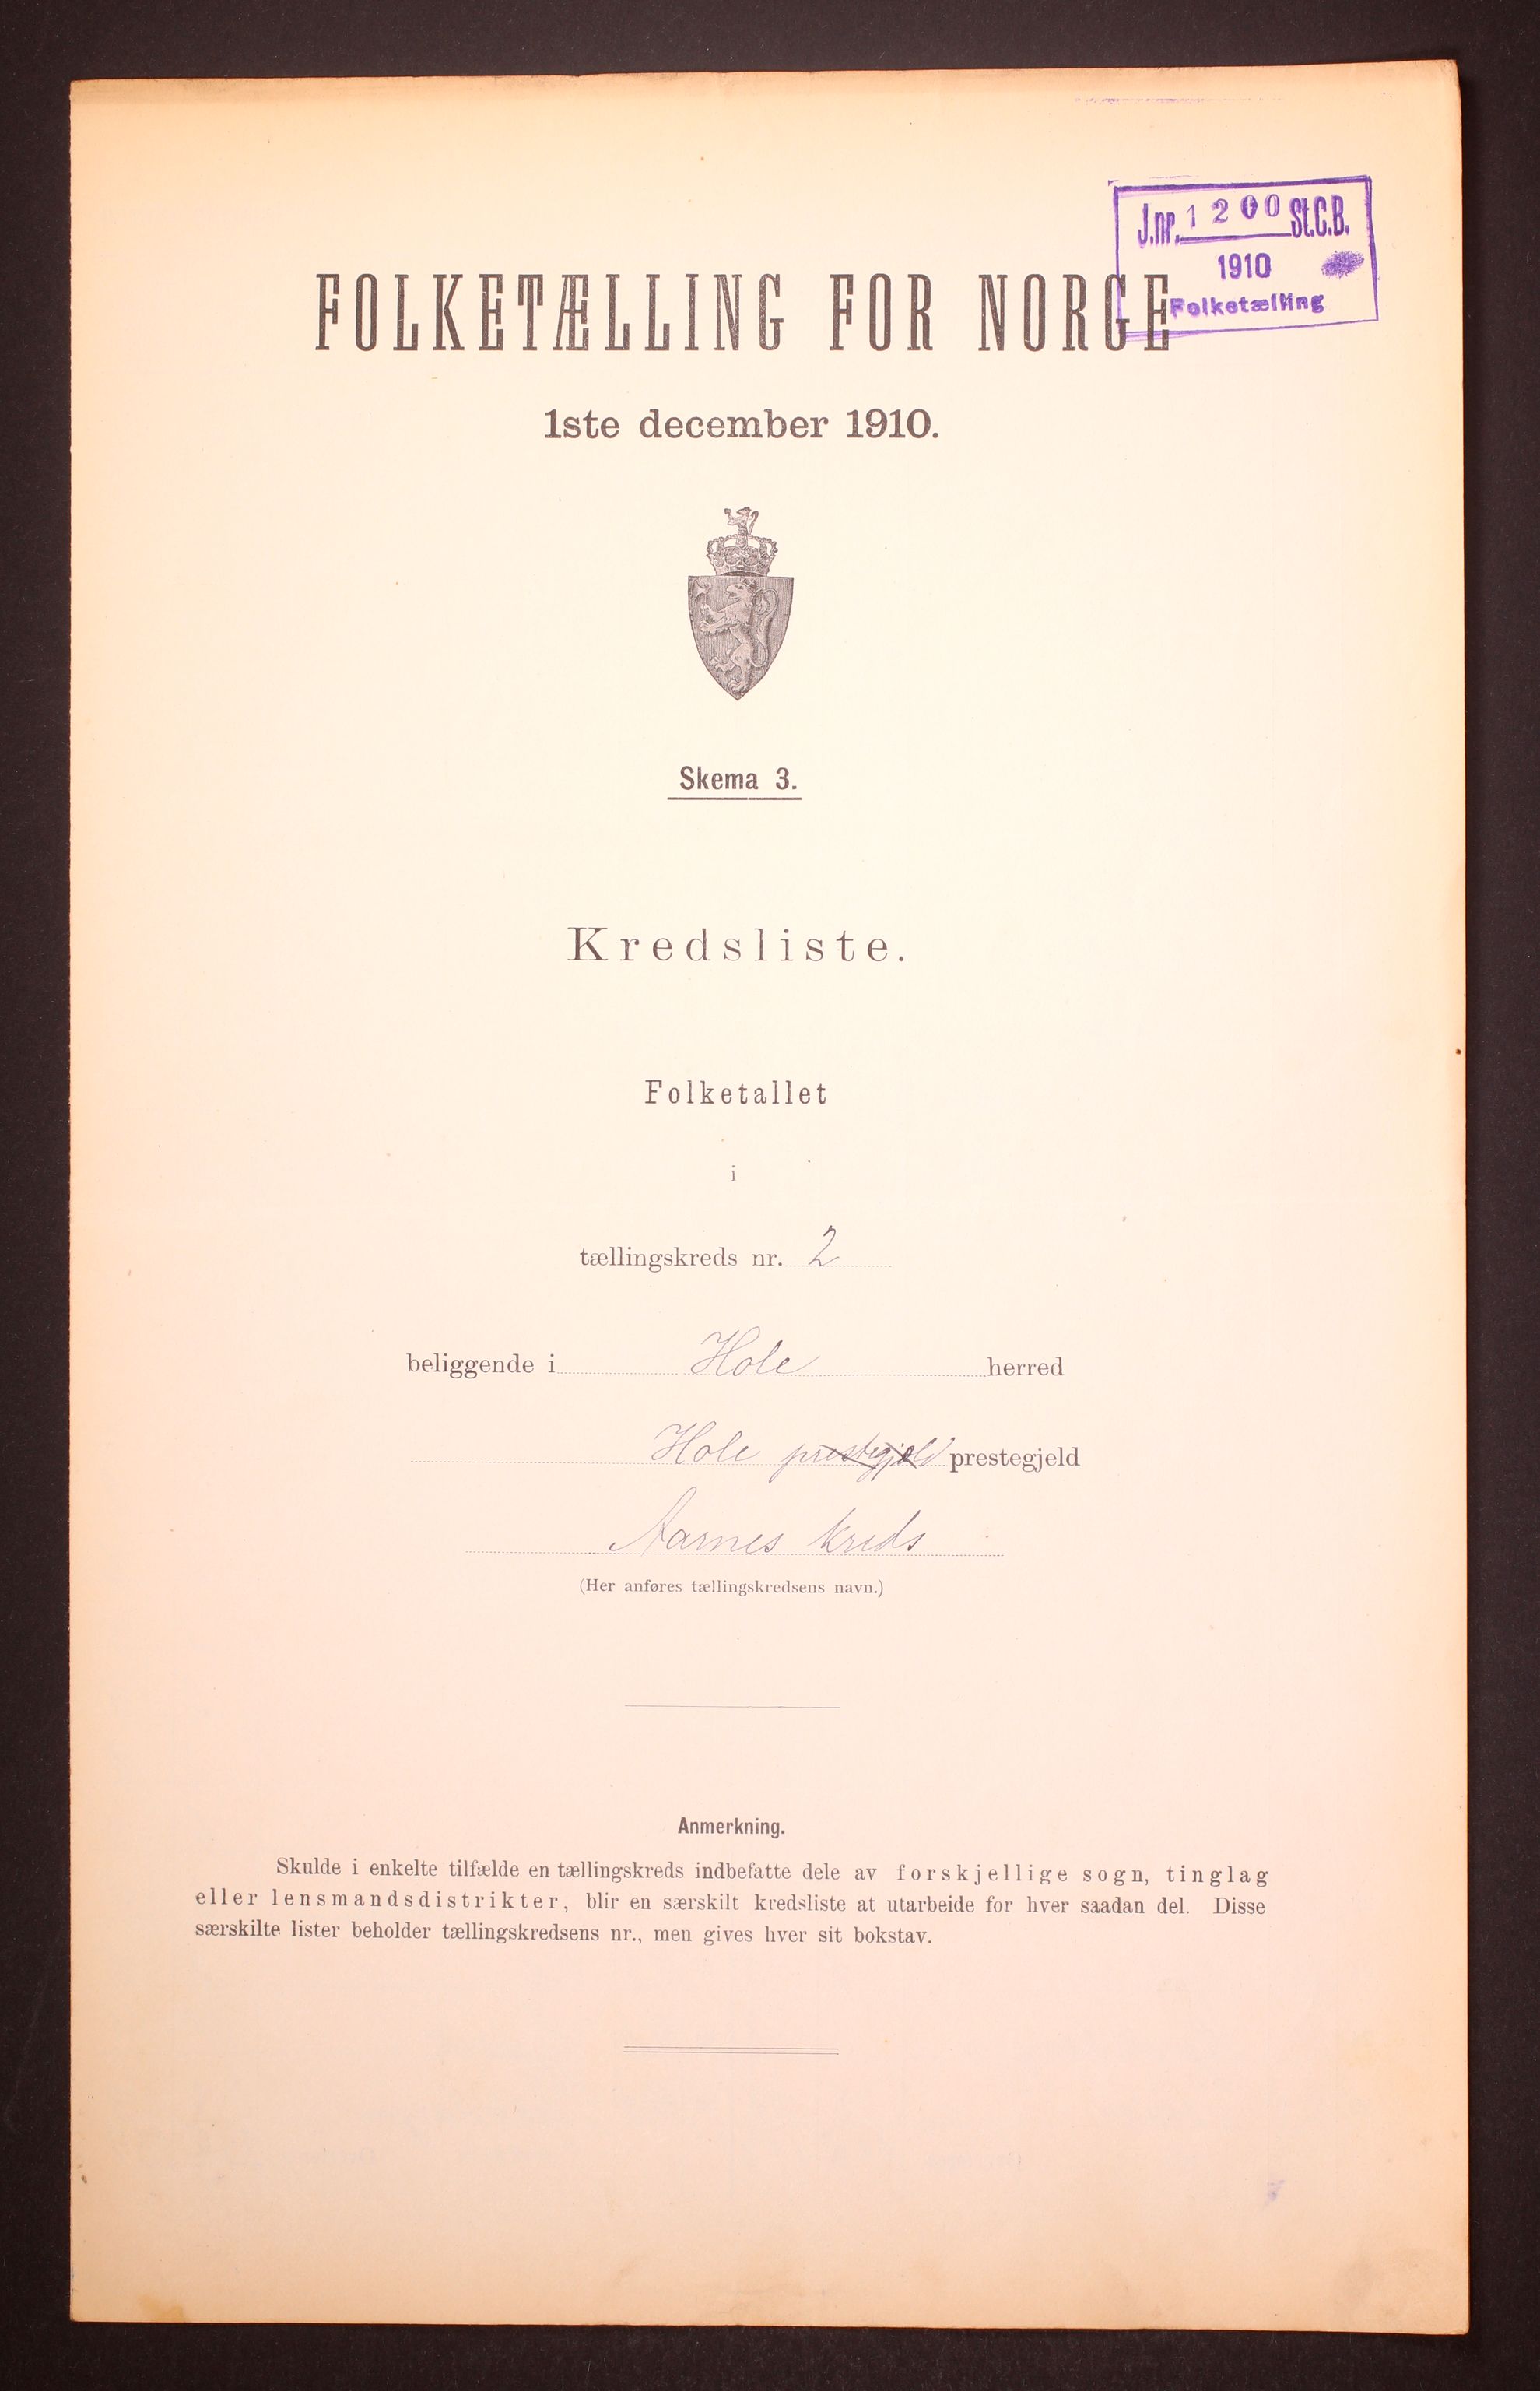 J.nr. 1200 St.C.B.
1910
Folketælling
FOLKETÆLLING FOR NORGE
1ste december 1910.
Skema 3.
Kredsliste.
Folketallet
i
tællingskreds nr. 2
beliggende i Hole herred
Hole prestegjeld prestegjeld
Aarnes kreds
(Her anføres tællingskredsens navn.)
Anmerkning.
Skulde i enkelte tilfælde en tællingskreds indbefatte dele av forskjellige sogn, tinglag
eller lensmandsdistrikter, blir en særskilt kredsliste at utarbeide for hver saadan del. Disse
særskilte lister beholder tællingskredsens nr., men gives hver sit bokstav.